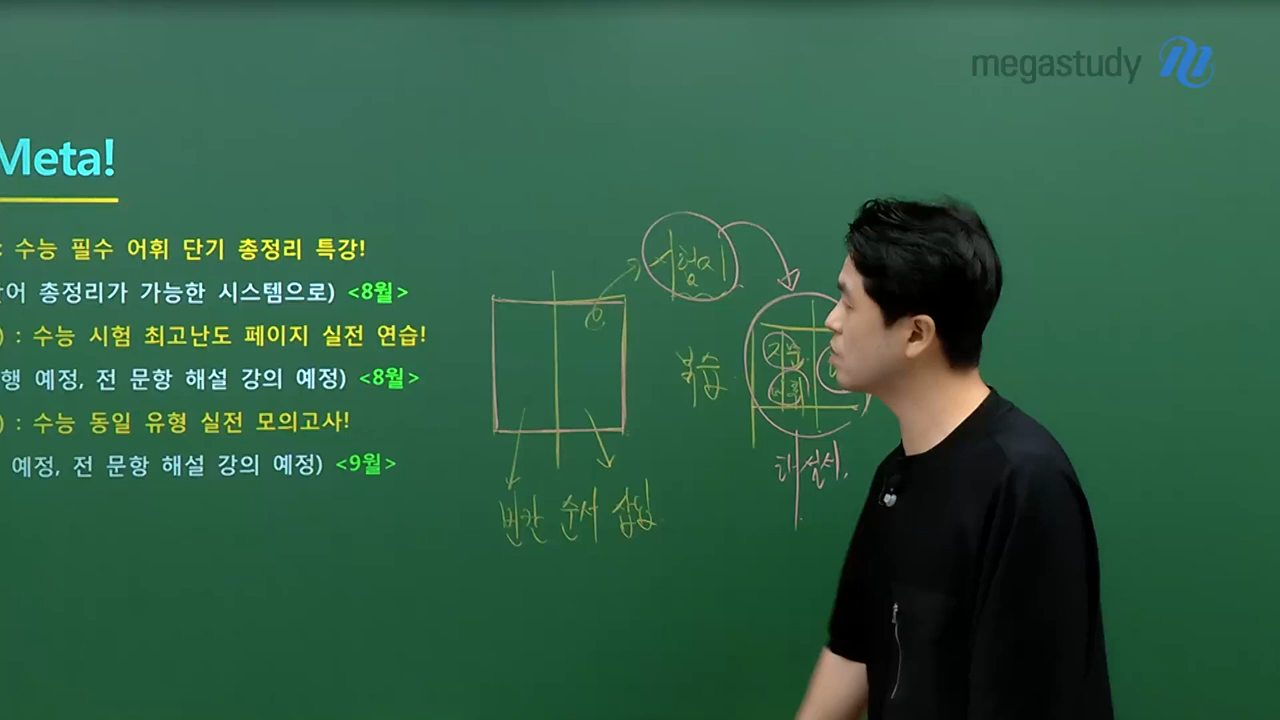 megastudy
Meta!
: 수능 필수 어휘 단기 총정리 특강!
어 총정리가 가능한 시스템으로) <8월>
) : 수능 시험 최고난도 페이지 실전 연습!
행 예정, 전 문항 해설 강의 예정) <8월>
) : 수능 동일 유형 실전 모의고사!
예정, 전 문항 해설 강의 예정) <9월>
시험지
복습
해설서.
빈칸 순서 삽입